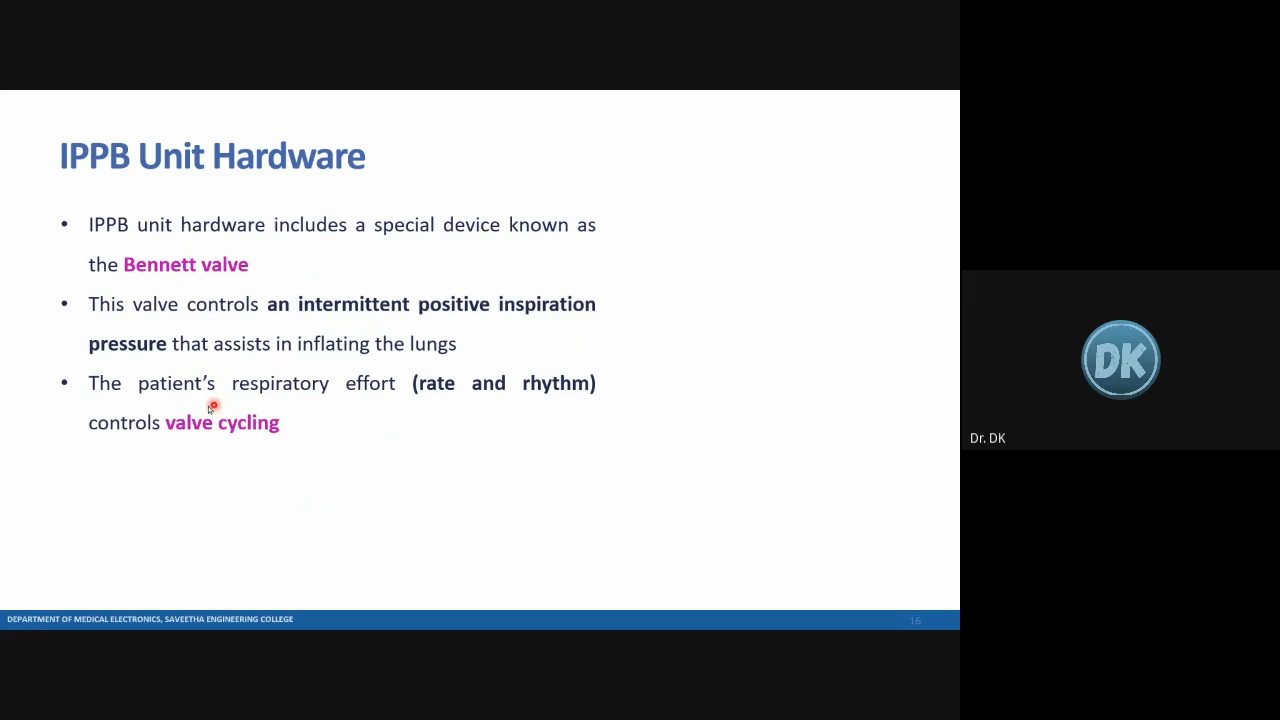 IPPB Unit Hardware
• IPPB unit hardware includes a special device known as
the Bennett valve
• This valve controls an intermittent positive inspiration
pressure that assists in inflating the lungs
• The patient’s respiratory effort (rate and rhythm)
controls valve cycling
DEPARTMENT OF MEDICAL ELECTRONICS, SAVEETHA ENGINEERING COLLEGE
16
DK
Dr. DK